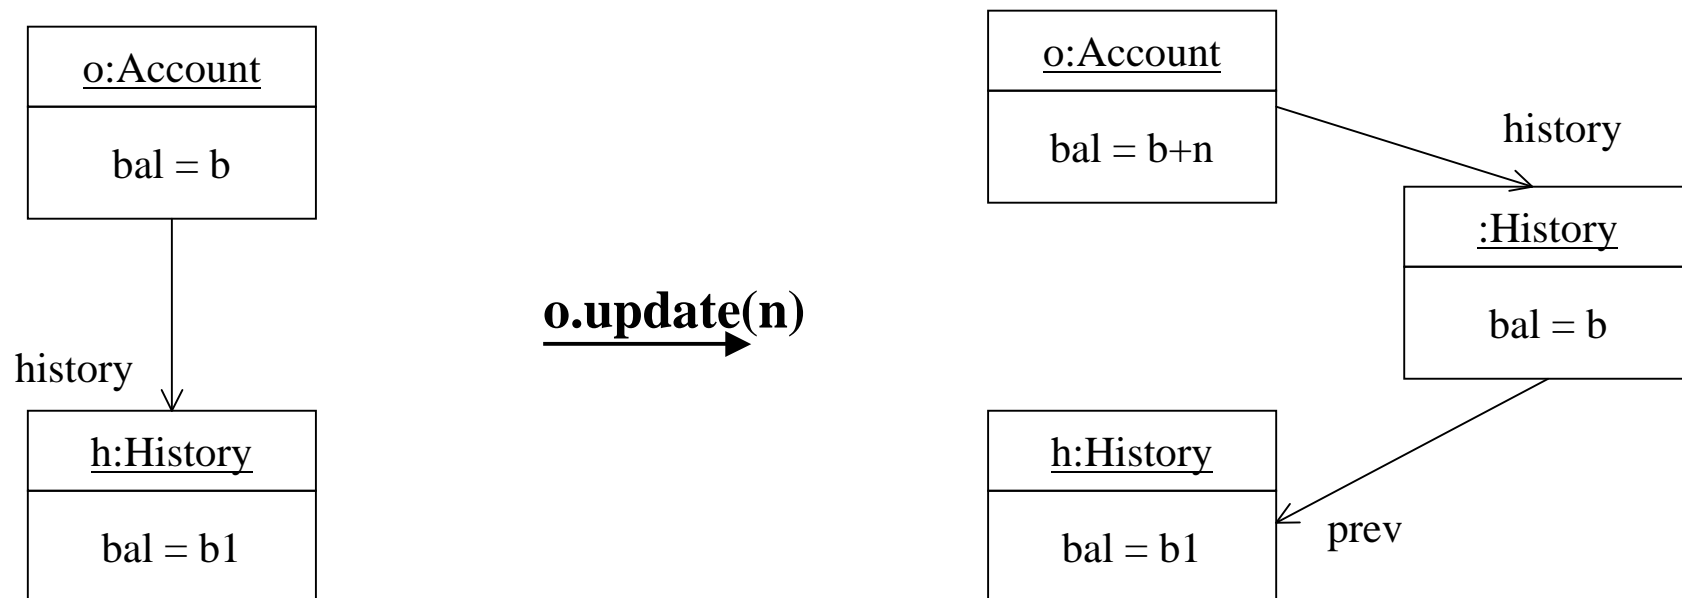 o:Account
bal = b
history
h:History
bal = b1
o.update(n)
o:Account
bal = b+n
history
:History
bal = b
h:History
bal = b1
prev